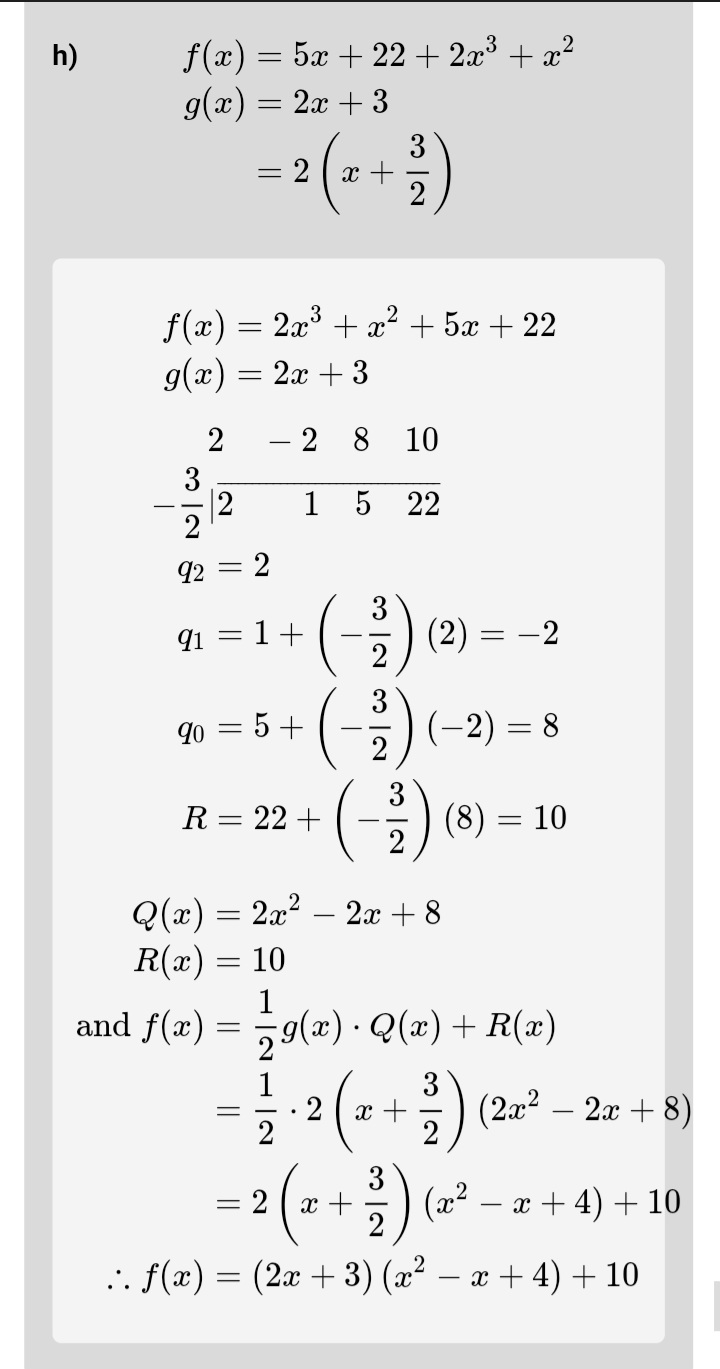 h) f(x) = 5x + 22 + 2x³ + x²
g(x) = 2x + 3
= 2(x + 3/2)
f(x) = 2x³ + x² + 5x + 22
g(x) = 2x + 3
2 − 2 8 10
−3/2 |2 1 5 22
q₂ = 2
q₁ = 1 + (−3/2)(2) = −2
q₀ = 5 + (−3/2)(−2) = 8
R = 22 + (−3/2)(8) = 10
Q(x) = 2x² − 2x + 8
R(x) = 10
and f(x) = 1/2 g(x) · Q(x) + R(x)
= 1/2 · 2(x + 3/2)(2x² − 2x + 8)
= 2(x + 3/2)(x² − x + 4) + 10
∴ f(x) = (2x + 3)(x² − x + 4) + 10